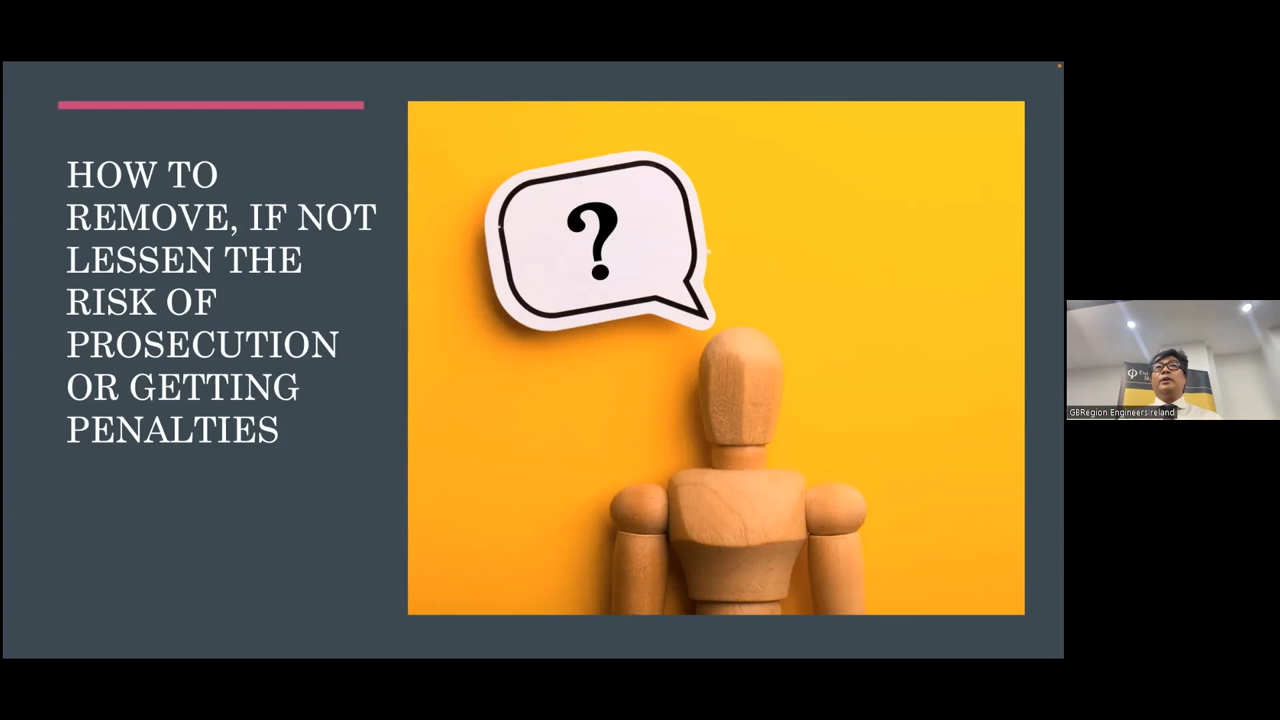 HOW TO
REMOVE, IF NOT
LESSEN THE
RISK OF
PROSECUTION
OR GETTING
PENALTIES
?
GBRegion Engineers Ireland